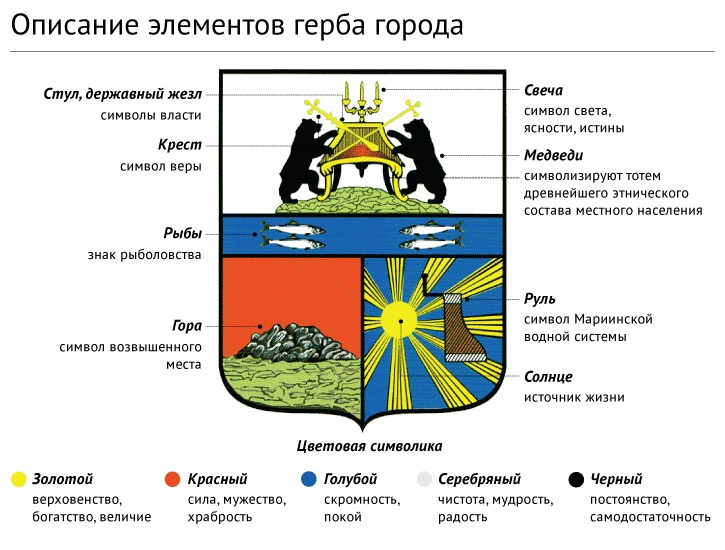 Описание элементов герба города
Стул, державный жезл
символы власти
Крест
символ веры
Рыбы
знак рыболовства
Гора
символ возвышенного
места
Свеча
символ света,
ясности, истины
Медведи
символизируют тотем
древнейшего этнического
состава местного населения
Руль
символ Мариинской
водной системы
Солнце
источник жизни
Цветовая символика
Золотой
верховенство,
богатство, величие
Красный
сила, мужество,
храбрость
Голубой
скромность,
покой
Серебряный
чистота, мудрость,
радость
Черный
постоянство,
самодостаточность